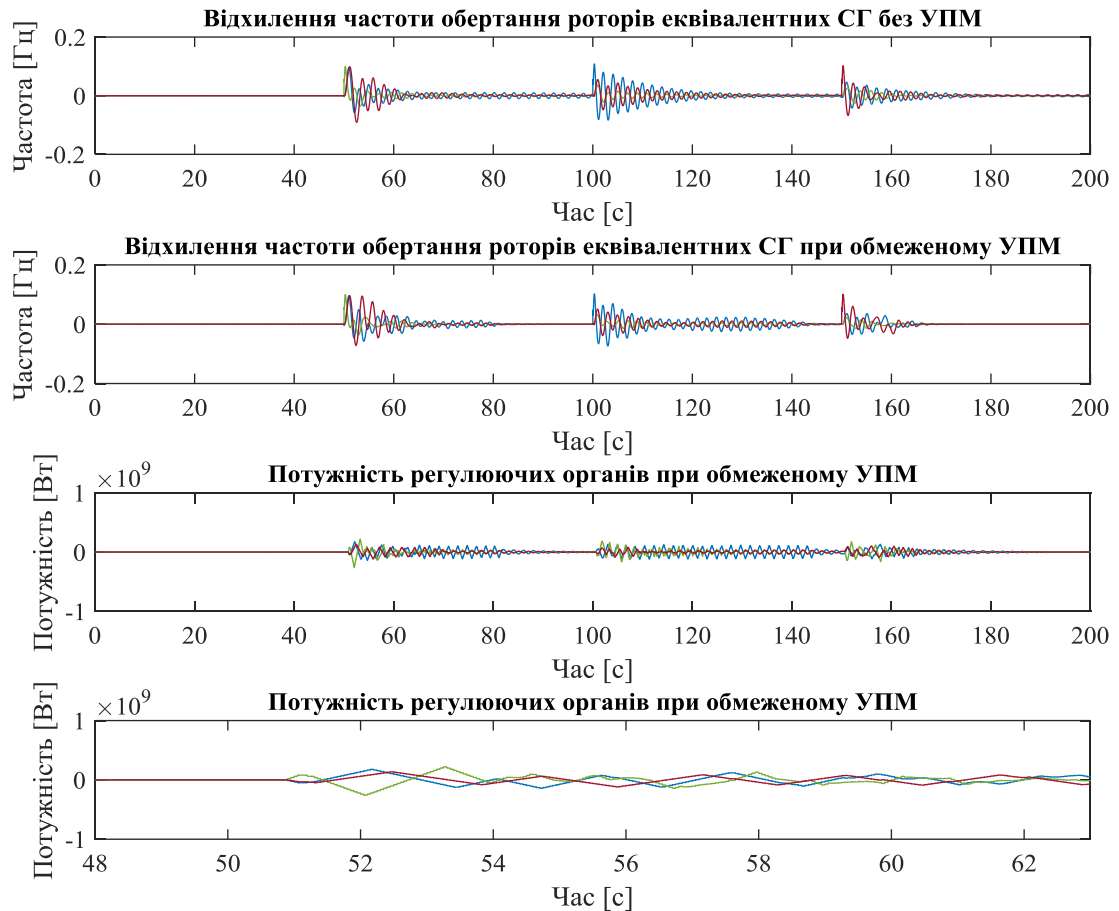 Відхилення частоти обертання роторів еквівалентних СГ без УПМ
0.2
0
-0.2
Частота [Гц]
0 20 40 60 80 100 120 140 160 180 200
Час [с]
Відхилення частоти обертання роторів еквівалентних СГ при обмеженому УПМ
0.2
0
-0.2
Частота [Гц]
0 20 40 60 80 100 120 140 160 180 200
Час [с]
Потужність регулюючих органів при обмеженому УПМ
×10⁹
1
0
-1
Потужність [Вт]
0 20 40 60 80 100 120 140 160 180 200
Час [с]
Потужність регулюючих органів при обмеженому УПМ
×10⁹
1
0
-1
Потужність [Вт]
48 50 52 54 56 58 60 62
Час [с]